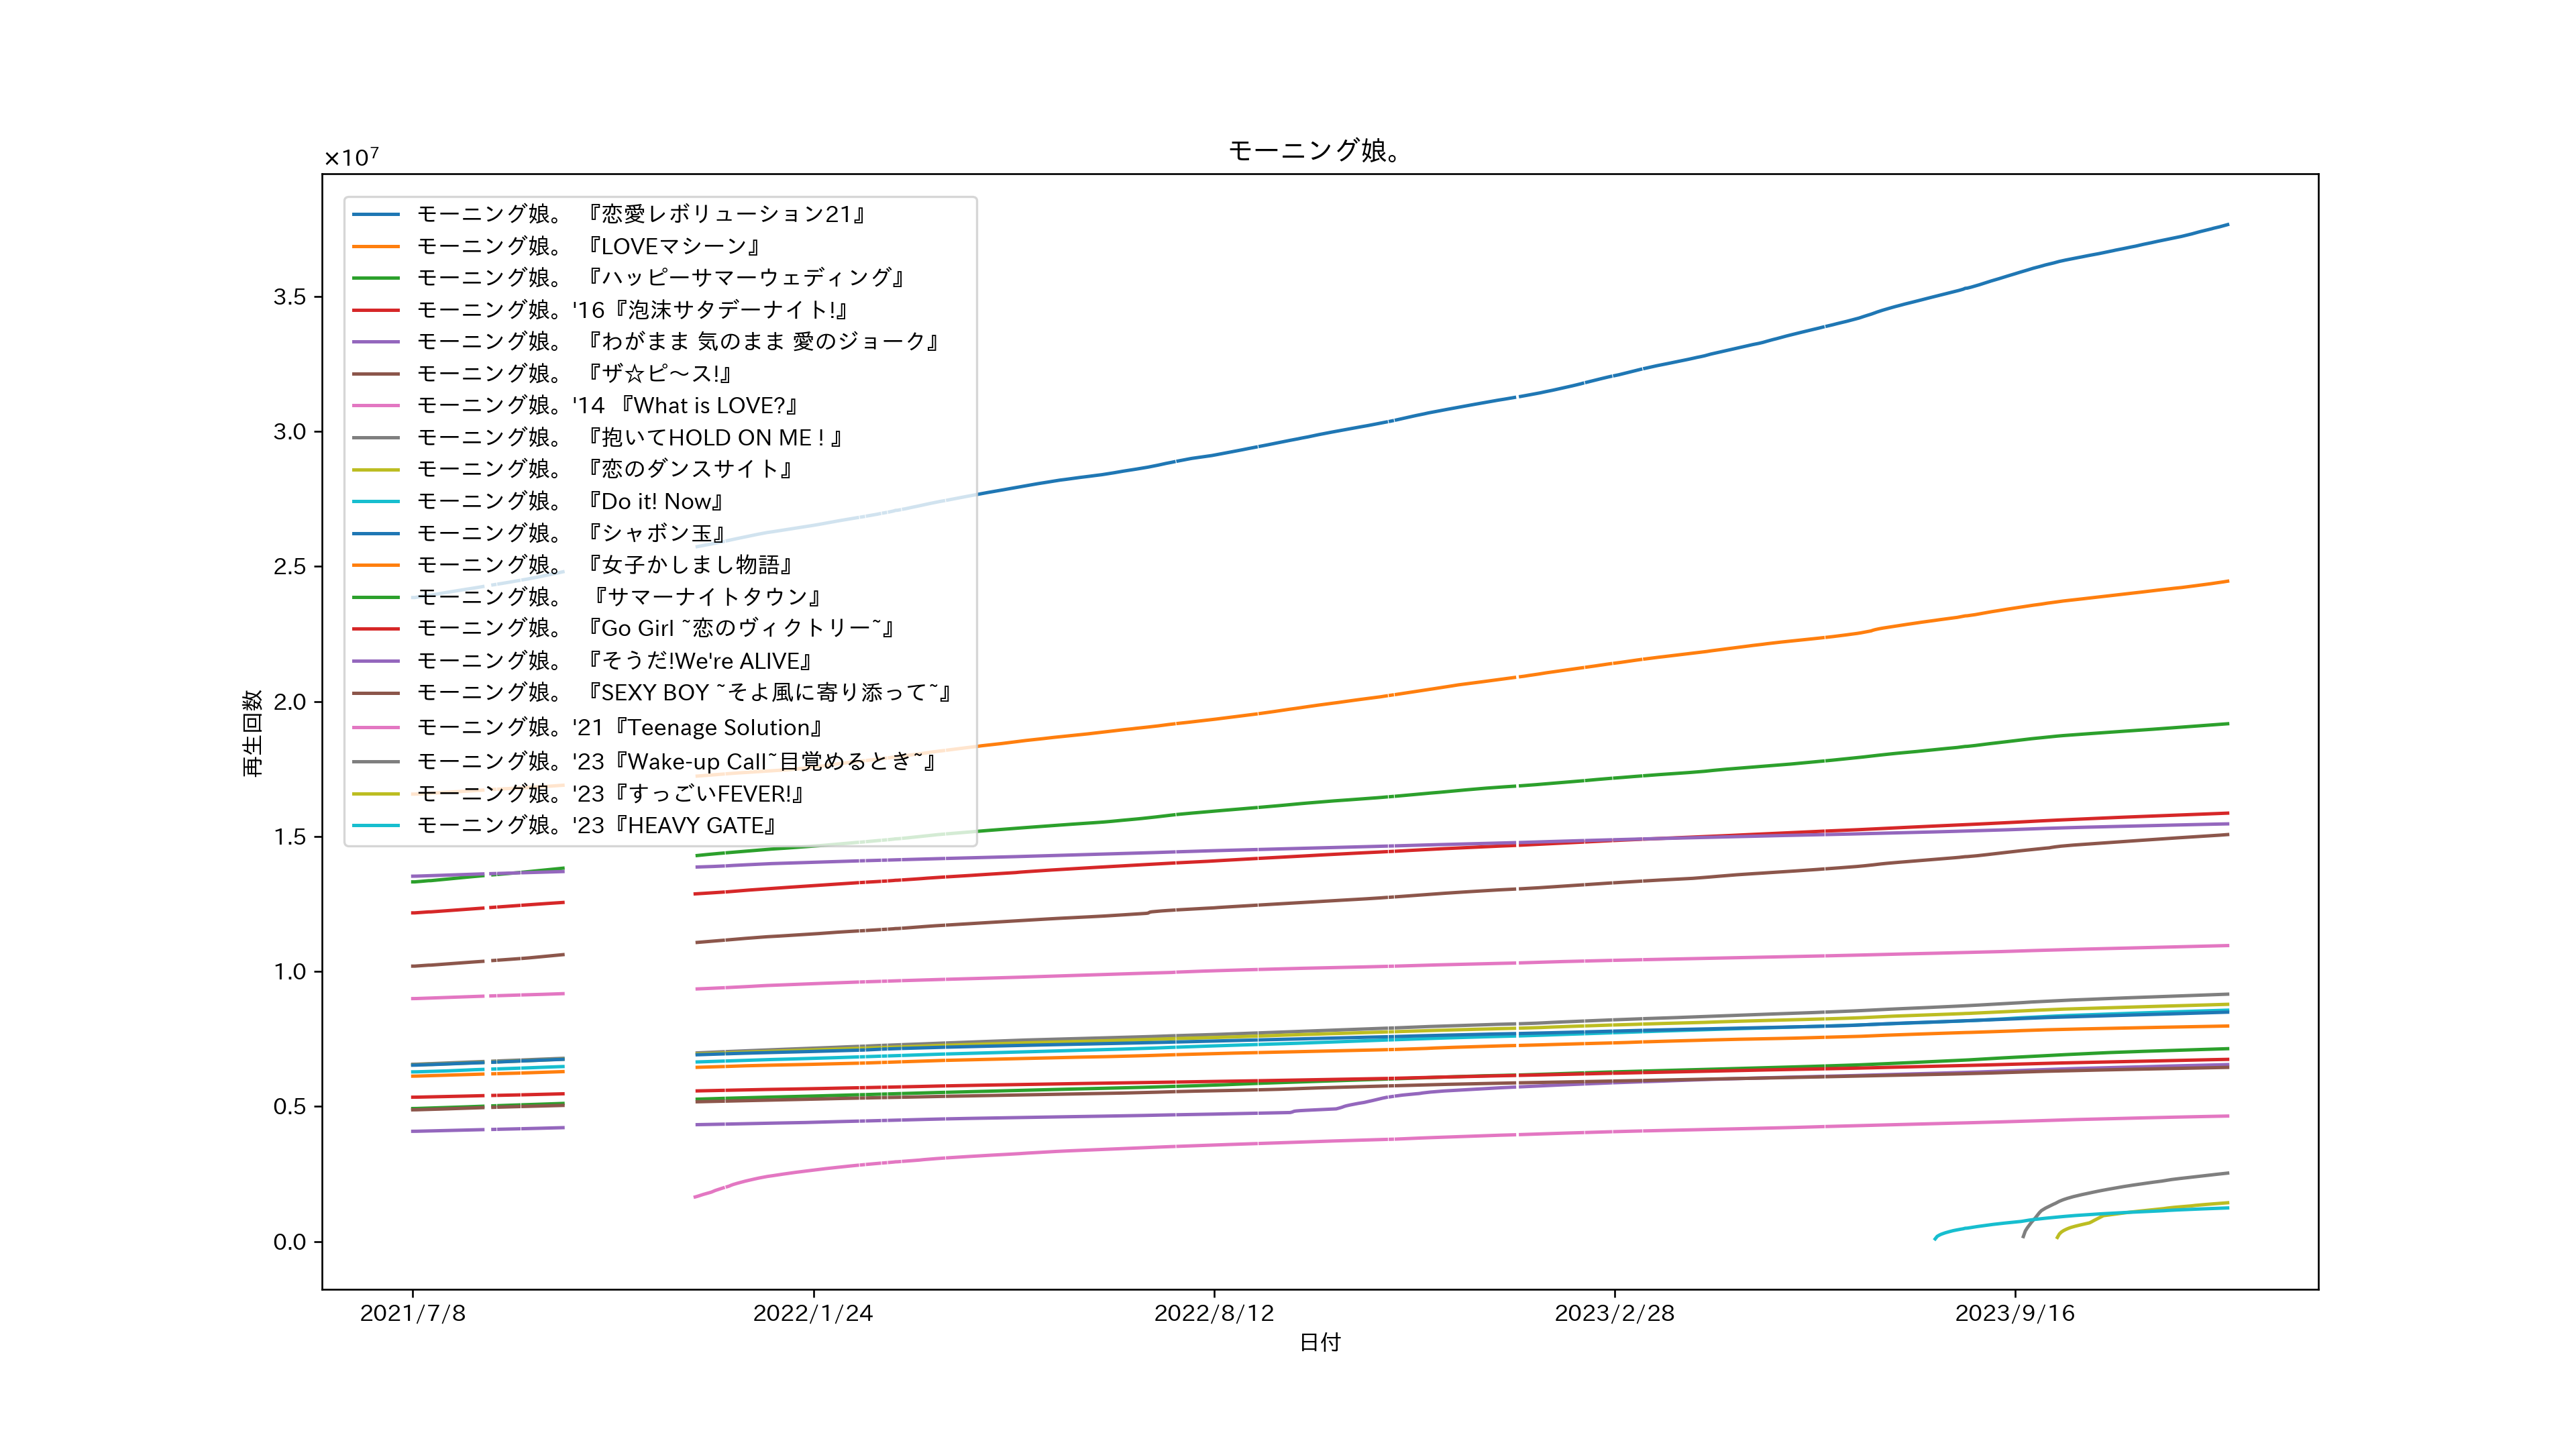 モーニング娘。
×10⁷
モーニング娘。 『恋愛レボリューション21』
モーニング娘。 『LOVEマシーン』
モーニング娘。 『ハッピーサマーウェディング』
モーニング娘。'16『泡沫サタデーナイト!』
モーニング娘。 『わがまま 気のまま 愛のジョーク』
モーニング娘。 『ザ☆ピ〜ス!』
モーニング娘。'14 『What is LOVE?』
モーニング娘。 『抱いてHOLD ON ME ! 』
モーニング娘。 『恋のダンスサイト』
モーニング娘。 『Do it! Now』
モーニング娘。 『シャボン玉』
モーニング娘。 『女子かしまし物語』
モーニング娘。 『サマーナイトタウン』
モーニング娘。 『Go Girl ~恋のヴィクトリー~』
モーニング娘。 『そうだ!We're ALIVE』
モーニング娘。 『SEXY BOY ~そよ風に寄り添って~』
モーニング娘。'21『Teenage Solution』
モーニング娘。'23『Wake-up Call~目覚めるとき~』
モーニング娘。'23『すっごいFEVER!』
モーニング娘。'23『HEAVY GATE』
3.5
3.0
2.5
2.0
1.5
1.0
0.5
0.0
再生回数
2021/7/8
2022/1/24
2022/8/12
2023/2/28
2023/9/16
日付